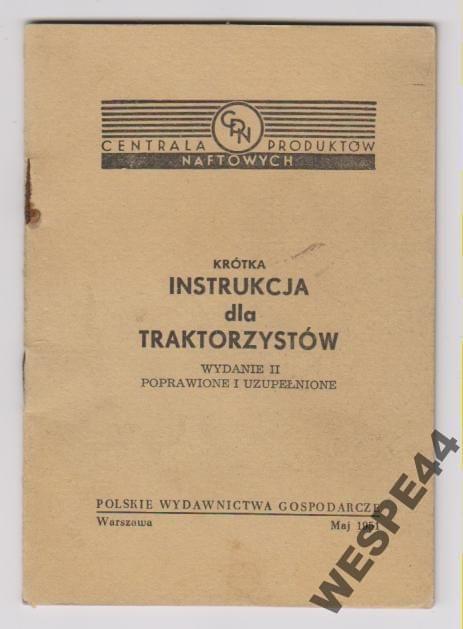 CPN
CENTRALA PRODUKTÓW
NAFTOWYCH
KRÓTKA
INSTRUKCJA
dla
TRAKTORZYSTÓW
WYDANIE II
POPRAWIONE I UZUPEŁNIONE
POLSKIE WYDAWNICTWA GOSPODARCZE
Warszawa Maj 1951
WESPE44